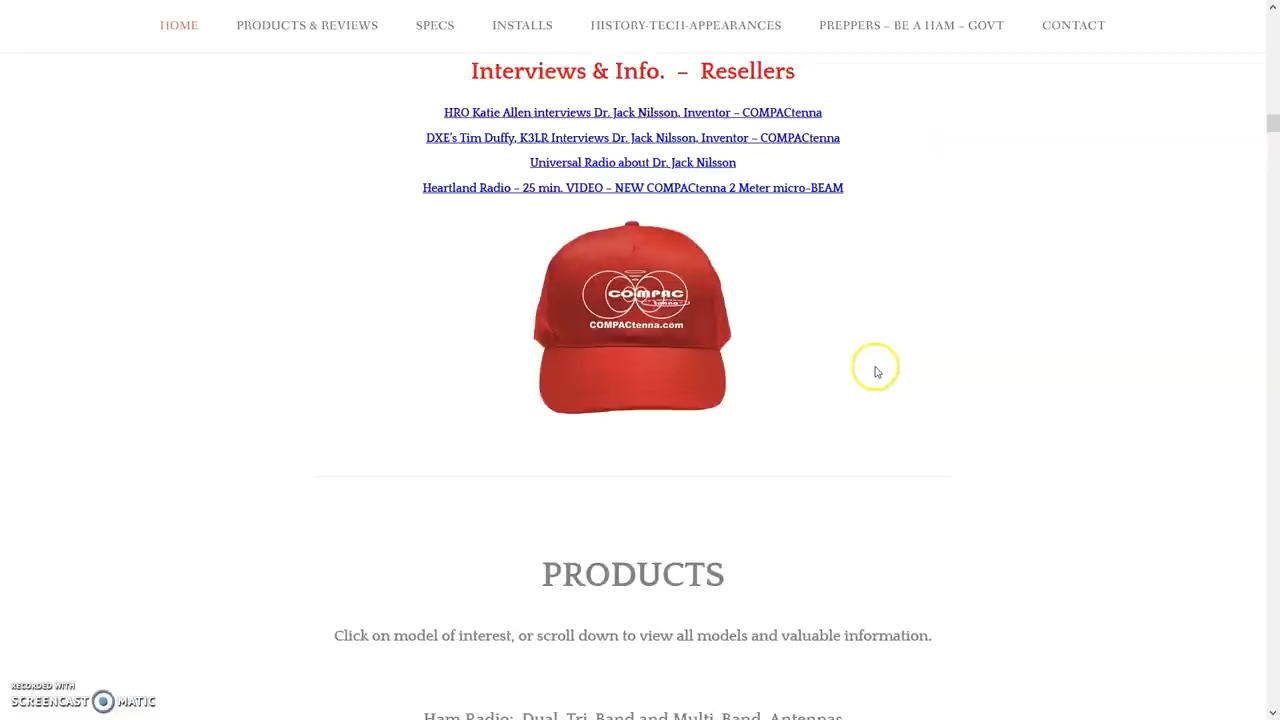 HOME PRODUCTS & REVIEWS SPECS INSTALLS HISTORY-TECH-APPEARANCES PREPPERS – BE A HAM – GOVT CONTACT
Interviews & Info. – Resellers
HRO Katie Allen interviews Dr. Jack Nilsson, Inventor – COMPACtenna
DXE's Tim Duffy, K3LR Interviews Dr. Jack Nilsson, Inventor – COMPACtenna
Universal Radio about Dr. Jack Nilsson
Heartland Radio – 25 min. VIDEO – NEW COMPACtenna 2 Meter micro-BEAM
COMPAC
tenna
COMPACtenna.com
PRODUCTS
Click on model of interest, or scroll down to view all models and valuable information.
RECORDED WITH
SCREENCAST MATIC
Ham Radio: Dual, Tri, Band and Multi-Band Antennas